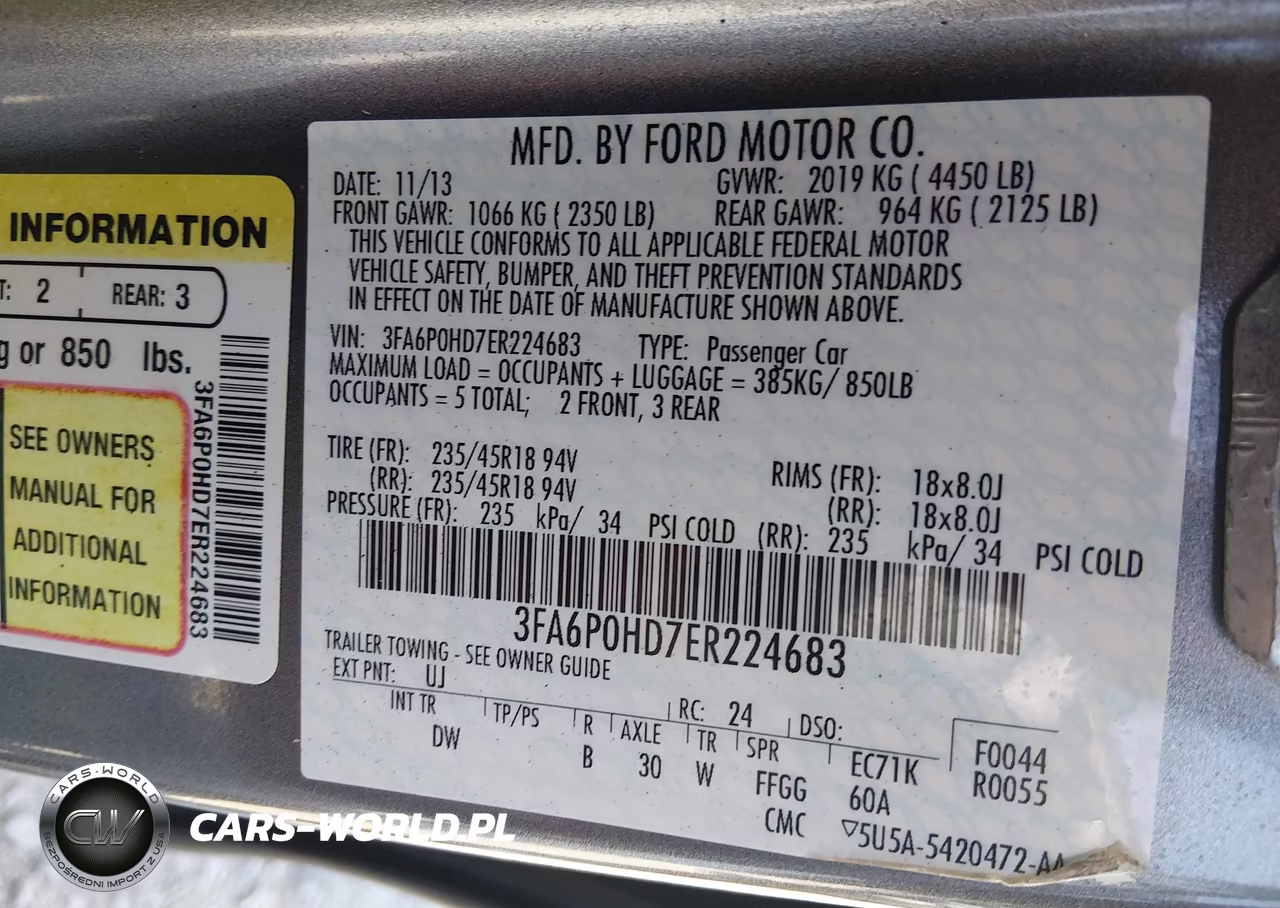 INFORMATION
T: 2 REAR: 3
g or 850 lbs.
SEE OWNERS
MANUAL FOR
ADDITIONAL
INFORMATION
3FA6P0HD7ER224683
MFD. BY FORD MOTOR CO.
DATE: 11/13 GVWR: 2019 KG ( 4450 LB)
FRONT GAWR: 1066 KG ( 2350 LB) REAR GAWR: 964 KG ( 2125 LB)
THIS VEHICLE CONFORMS TO ALL APPLICABLE FEDERAL MOTOR
VEHICLE SAFETY, BUMPER, AND THEFT PREVENTION STANDARDS
IN EFFECT ON THE DATE OF MANUFACTURE SHOWN ABOVE.
VIN: 3FA6P0HD7ER224683 TYPE: Passenger Car
MAXIMUM LOAD = OCCUPANTS + LUGGAGE = 385KG/ 850LB
OCCUPANTS = 5 TOTAL; 2 FRONT, 3 REAR
TIRE (FR): 235/45R18 94V RIMS (FR): 18x8.0J
(RR): 235/45R18 94V (RR): 18x8.0J
PRESSURE (FR): 235 kPa/ 34 PSI COLD (RR): 235 kPa/ 34 PSI COLD
3FA6P0HD7ER224683
TRAILER TOWING - SEE OWNER GUIDE
EXT PNT: UJ RC: 24 DSO:
INT TR TP/PS R AXLE TR SPR EC71K F0044
DW B 30 W FFGG 60A R0055
CMC ▽5U5A-5420472-AA
CARS-WORLD
CW
BEZPOŚREDNI IMPORT Z USA
CARS-WORLD.PL